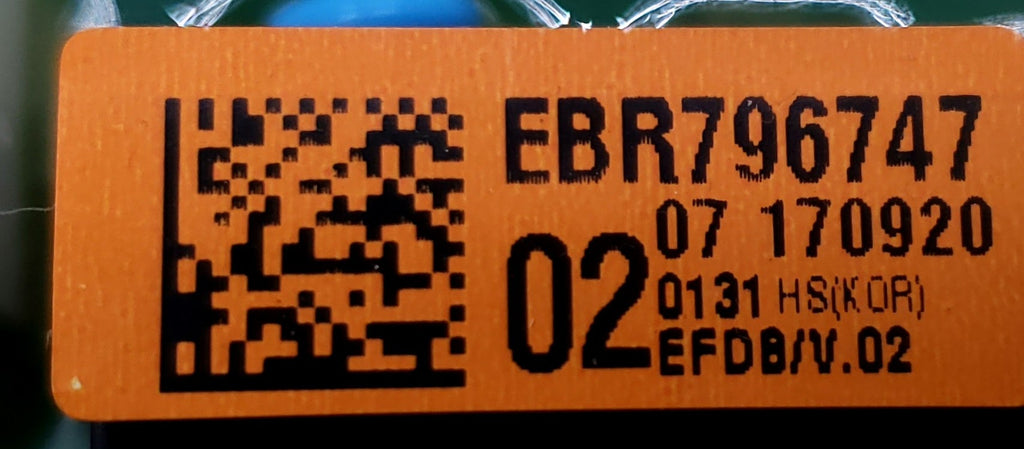 EBR796747
07 170920
02
0131 HS(KOR)
EFDB/V.02